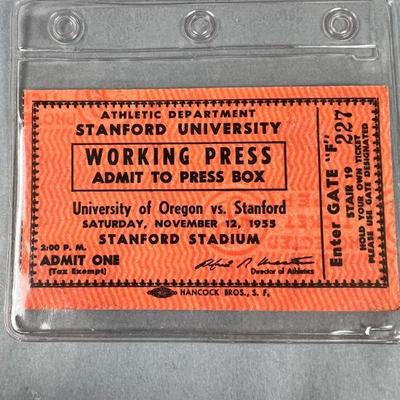 ATHLETIC DEPARTMENT
STANFORD UNIVERSITY
WORKING PRESS
ADMIT TO PRESS BOX
University of Oregon vs. Stanford
SATURDAY, NOVEMBER 12, 1955
STANFORD STADIUM
2:00 P. M.
ADMIT ONE
(Tax Exempt)
Director of Athletics
HANCOCK BROS., S. F.
Enter GATE "F"
227
STAIR 19
HOLD YOUR OWN TICKET
PLEASE USE GATE DESIGNATED